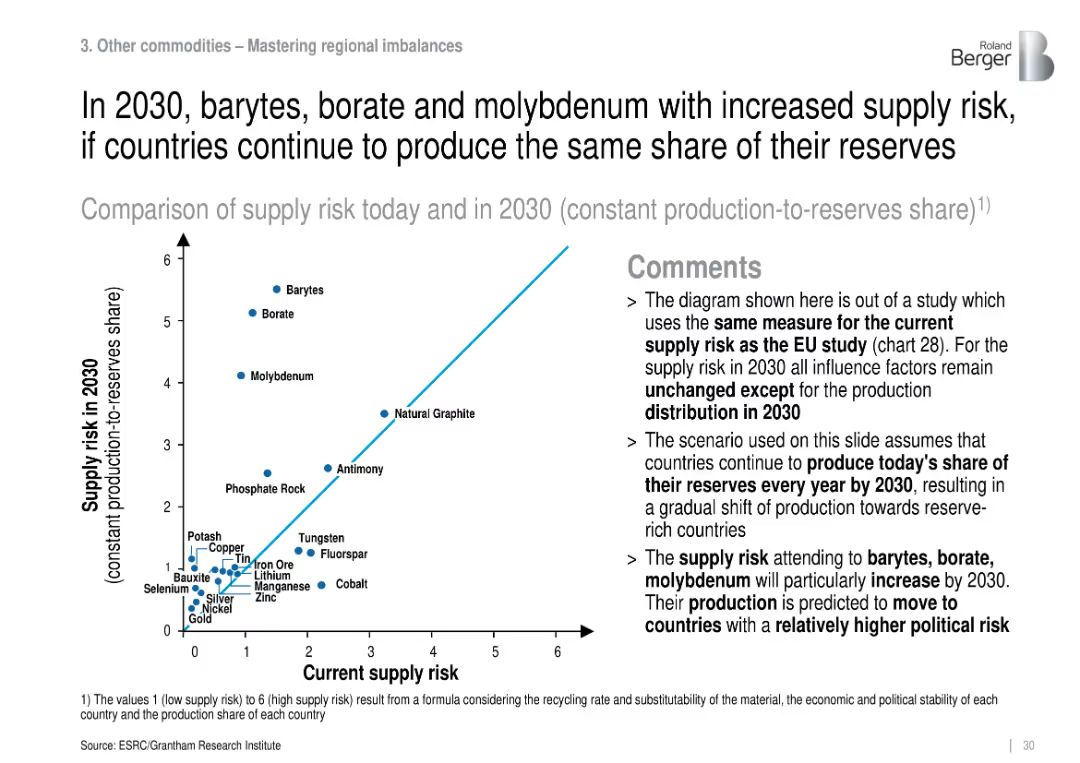 3. Other commodities – Mastering regional imbalances
Roland
Berger
B
In 2030, barytes, borate and molybdenum with increased supply risk,
if countries continue to produce the same share of their reserves
Comparison of supply risk today and in 2030 (constant production-to-reserves share)1)
Supply risk in 2030
(constant production-to-reserves share)
6
5
4
3
2
1
0
Barytes
Borate
Molybdenum
Natural Graphite
Antimony
Phosphate Rock
Tungsten
Fluorspar
Cobalt
Potash
Copper
Tin
Iron Ore
Lithium
Manganese
Zinc
Bauxite
Selenium
Silver
Nickel
Gold
0 1 2 3 4 5 6
Current supply risk
Comments
> The diagram shown here is out of a study which
uses the same measure for the current
supply risk as the EU study (chart 28). For the
supply risk in 2030 all influence factors remain
unchanged except for the production
distribution in 2030
> The scenario used on this slide assumes that
countries continue to produce today's share of
their reserves every year by 2030, resulting in
a gradual shift of production towards reserve-
rich countries
> The supply risk attending to barytes, borate,
molybdenum will particularly increase by 2030.
Their production is predicted to move to
countries with a relatively higher political risk
1) The values 1 (low supply risk) to 6 (high supply risk) result from a formula considering the recycling rate and substitutability of the material, the economic and political stability of each
country and the production share of each country
Source: ESRC/Grantham Research Institute
30